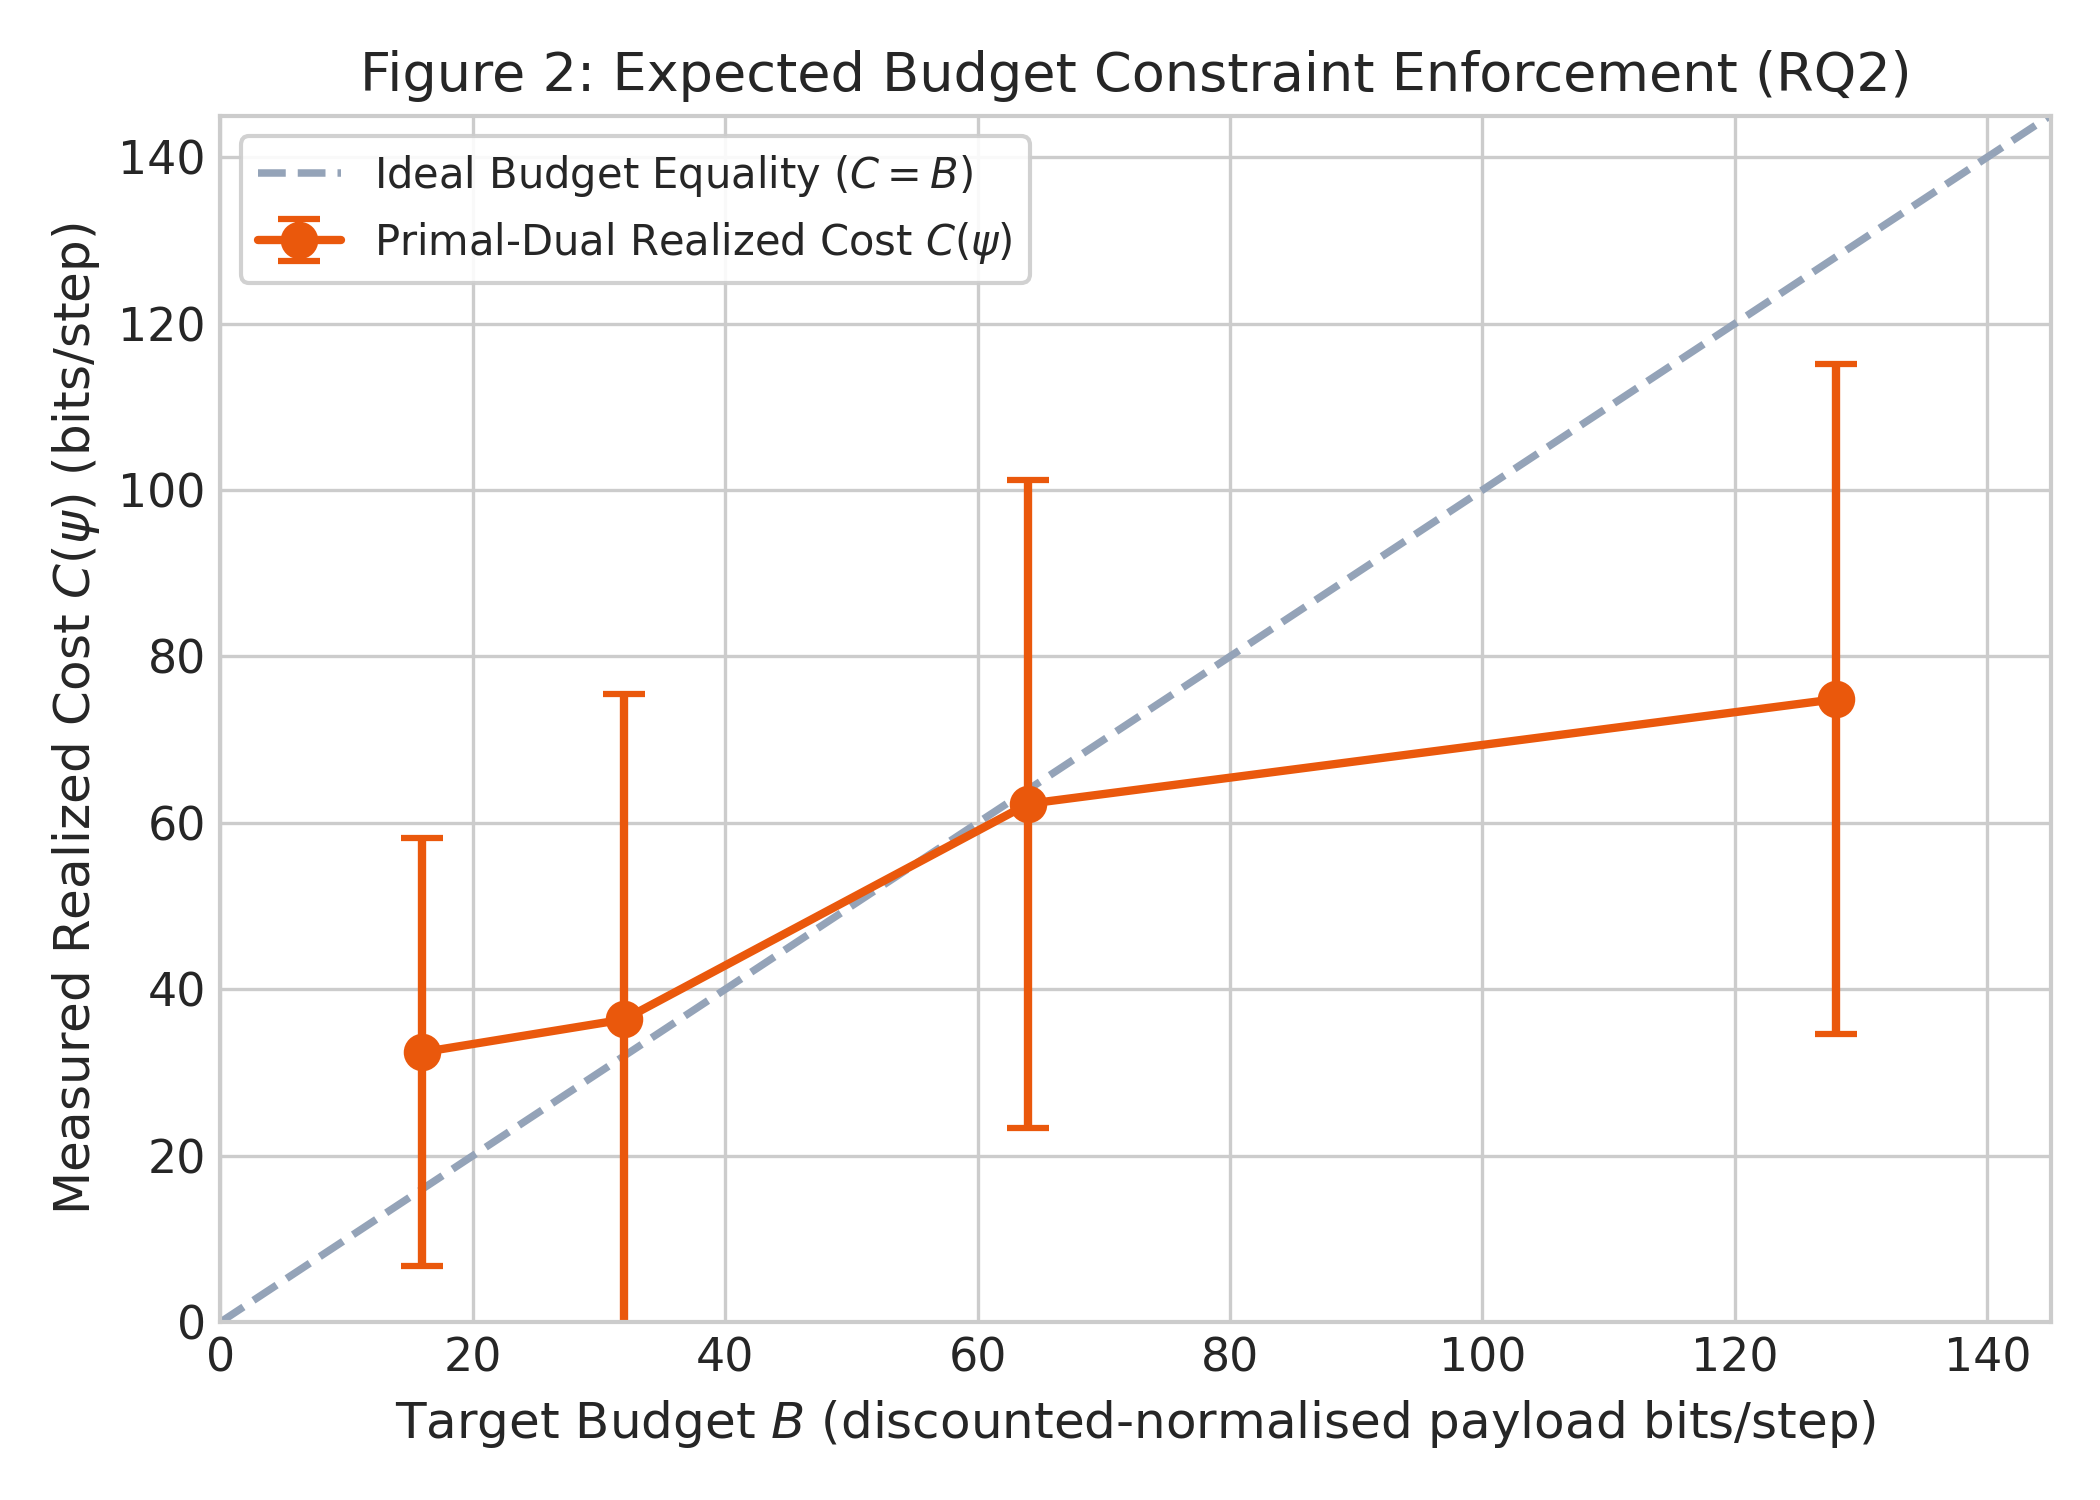 Figure 2: Expected Budget Constraint Enforcement (RQ2)
Ideal Budget Equality (C = B)
Primal-Dual Realized Cost C(ψ)
Measured Realized Cost C(ψ) (bits/step)
140
120
100
80
60
40
20
0
0 20 40 60 80 100 120 140
Target Budget B (discounted-normalised payload bits/step)